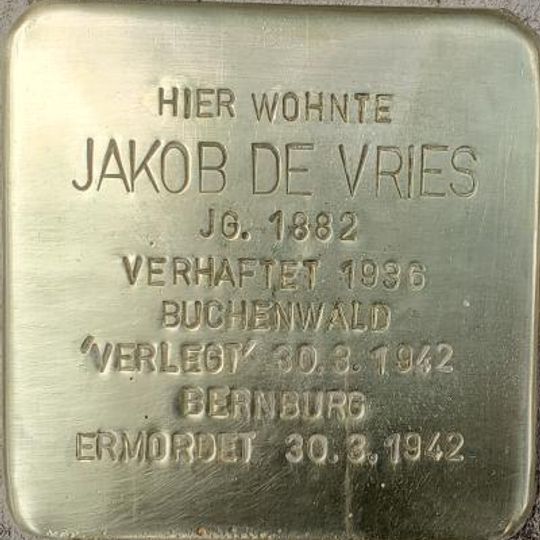 HIER WOHNTE
JAKOB DE VRIES
JG. 1882
VERHAFTET 1936
BUCHENWALD
'VERLEGT' 30.3.1942
BERNBURG
ERMORDET 30.3.1942